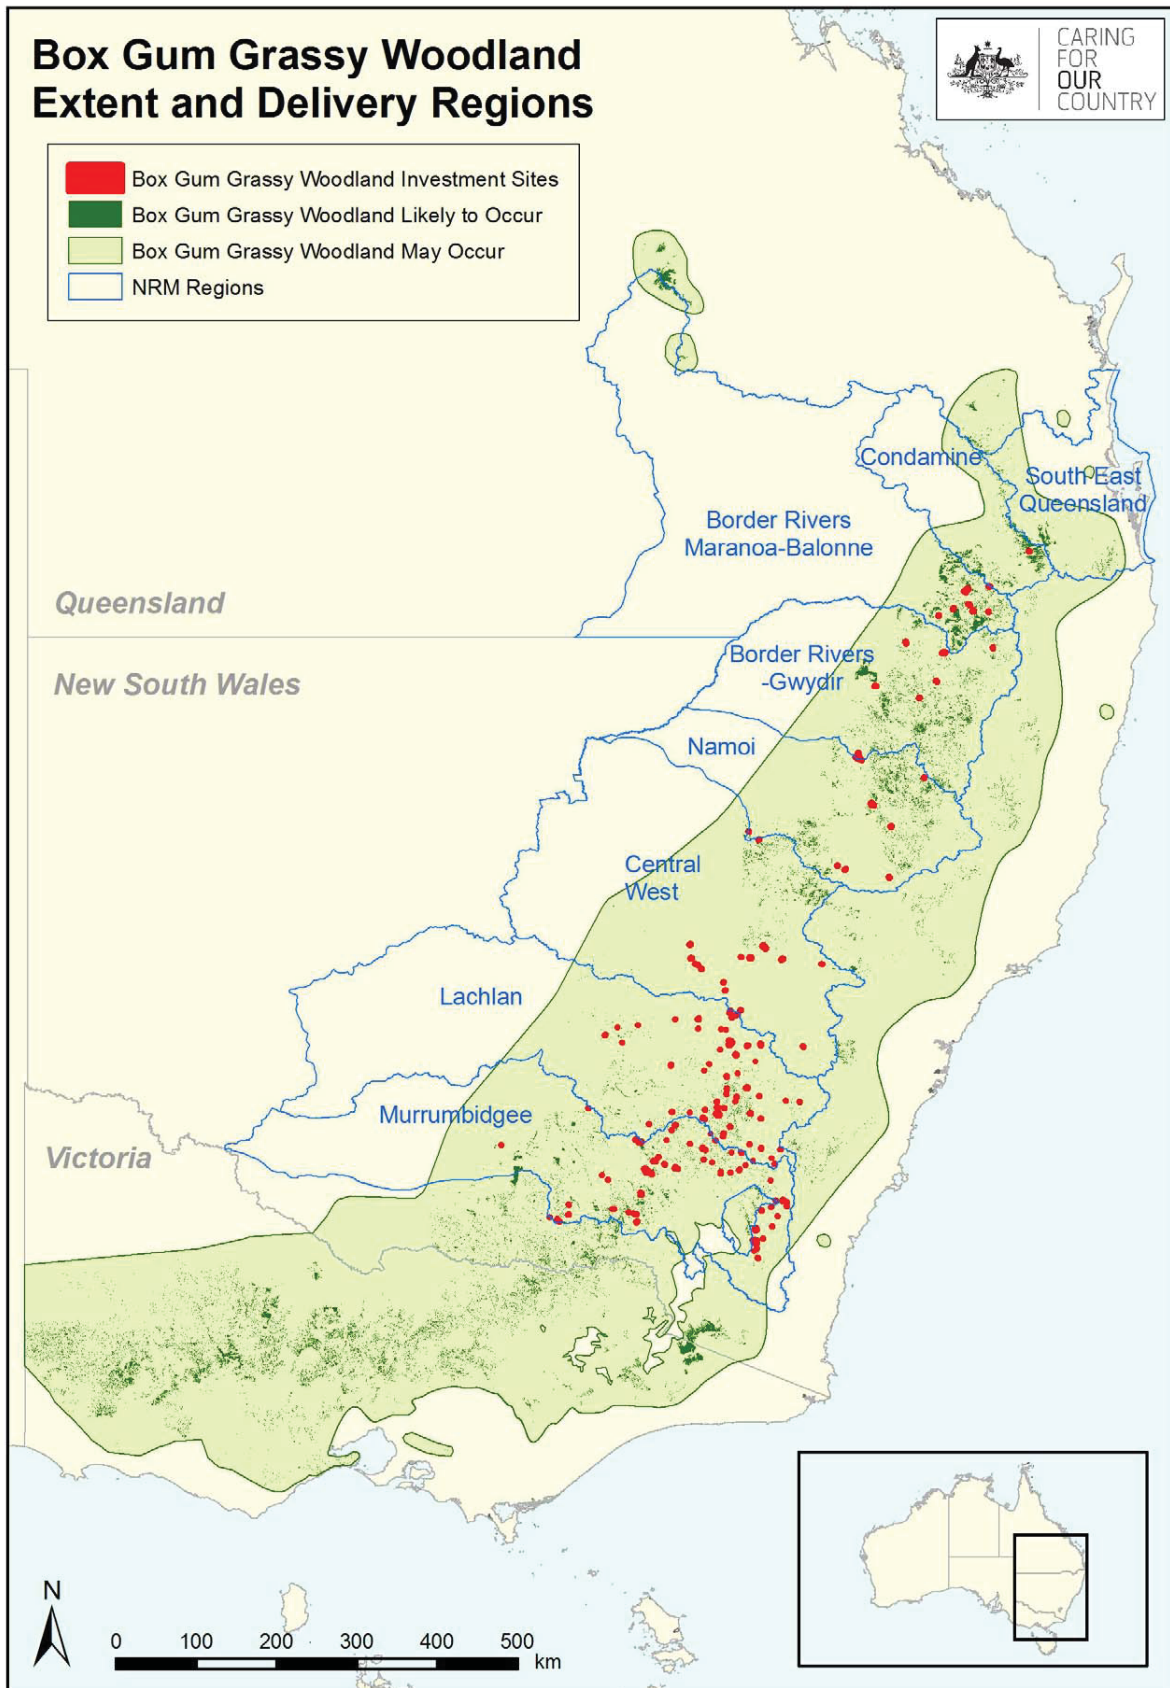 Box Gum Grassy Woodland
Extent and Delivery Regions
CARING
FOR
OUR
COUNTRY
Box Gum Grassy Woodland Investment Sites
Box Gum Grassy Woodland Likely to Occur
Box Gum Grassy Woodland May Occur
NRM Regions
Condamine
South East
Queensland
Border Rivers
Maranoa-Balonne
Queensland
New South Wales
Border Rivers
-Gwydir
Namoi
Central
West
Lachlan
Murrumbidgee
Victoria
N
0 100 200 300 400 500
km